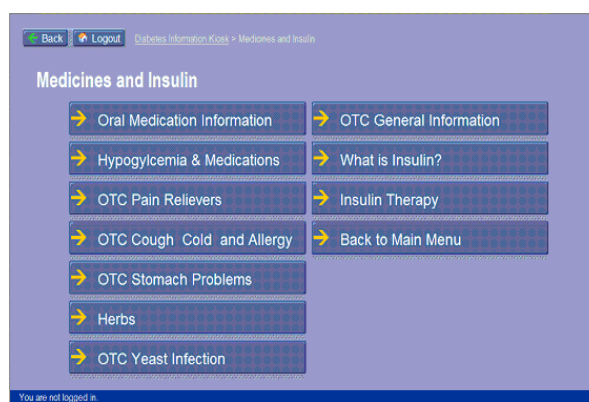 Back Logout Diabetes Information Kiosk > Medicines and Insulin
Medicines and Insulin
Oral Medication Information
Hypogylcemia & Medications
OTC Pain Relievers
OTC Cough Cold and Allergy
OTC Stomach Problems
Herbs
OTC Yeast Infection
OTC General Information
What is Insulin?
Insulin Therapy
Back to Main Menu
You are not logged in.